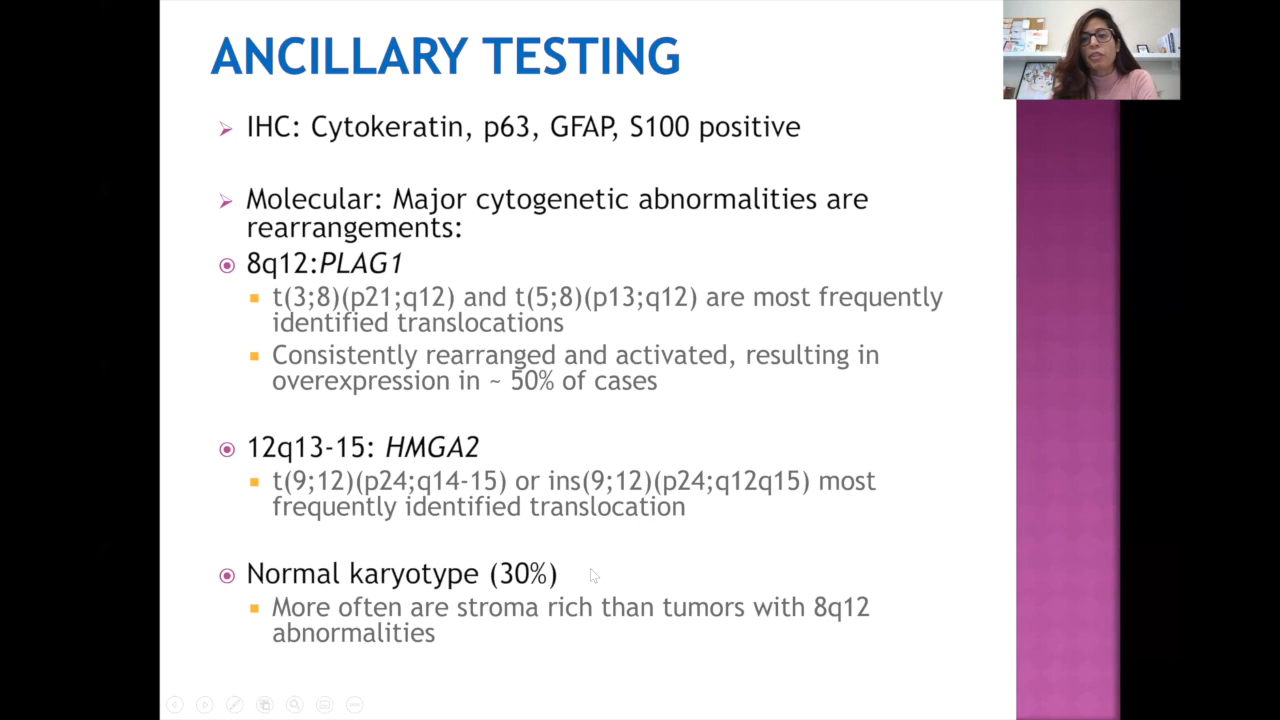 ANCILLARY TESTING
IHC: Cytokeratin, p63, GFAP, S100 positive
Molecular: Major cytogenetic abnormalities are
rearrangements:
8q12:PLAG1
t(3;8)(p21;q12) and t(5;8)(p13;q12) are most frequently
identified translocations
Consistently rearranged and activated, resulting in
overexpression in ~ 50% of cases
12q13-15: HMGA2
t(9;12)(p24;q14-15) or ins(9;12)(p24;q12q15) most
frequently identified translocation
Normal karyotype (30%)
More often are stroma rich than tumors with 8q12
abnormalities